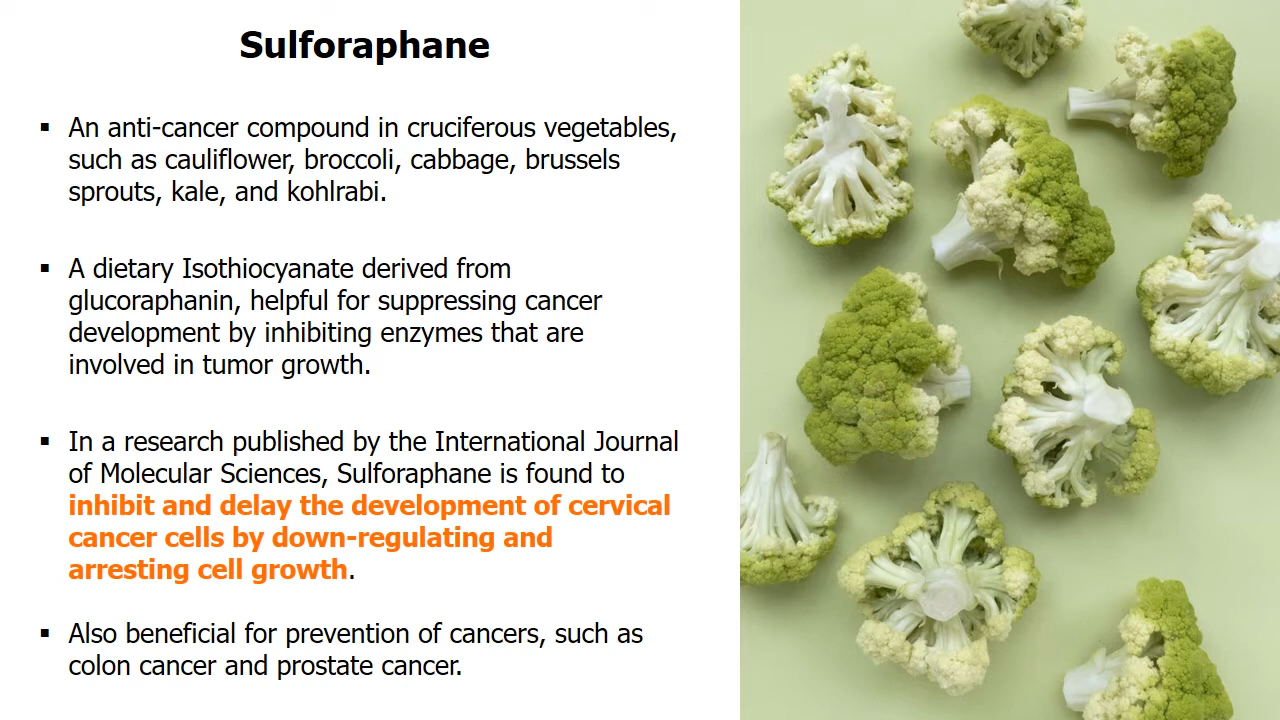 Sulforaphane
▪ An anti-cancer compound in cruciferous vegetables,
such as cauliflower, broccoli, cabbage, brussels
sprouts, kale, and kohlrabi.
▪ A dietary Isothiocyanate derived from
glucoraphanin, helpful for suppressing cancer
development by inhibiting enzymes that are
involved in tumor growth.
▪ In a research published by the International Journal
of Molecular Sciences, Sulforaphane is found to
inhibit and delay the development of cervical
cancer cells by down-regulating and
arresting cell growth.
▪ Also beneficial for prevention of cancers, such as
colon cancer and prostate cancer.